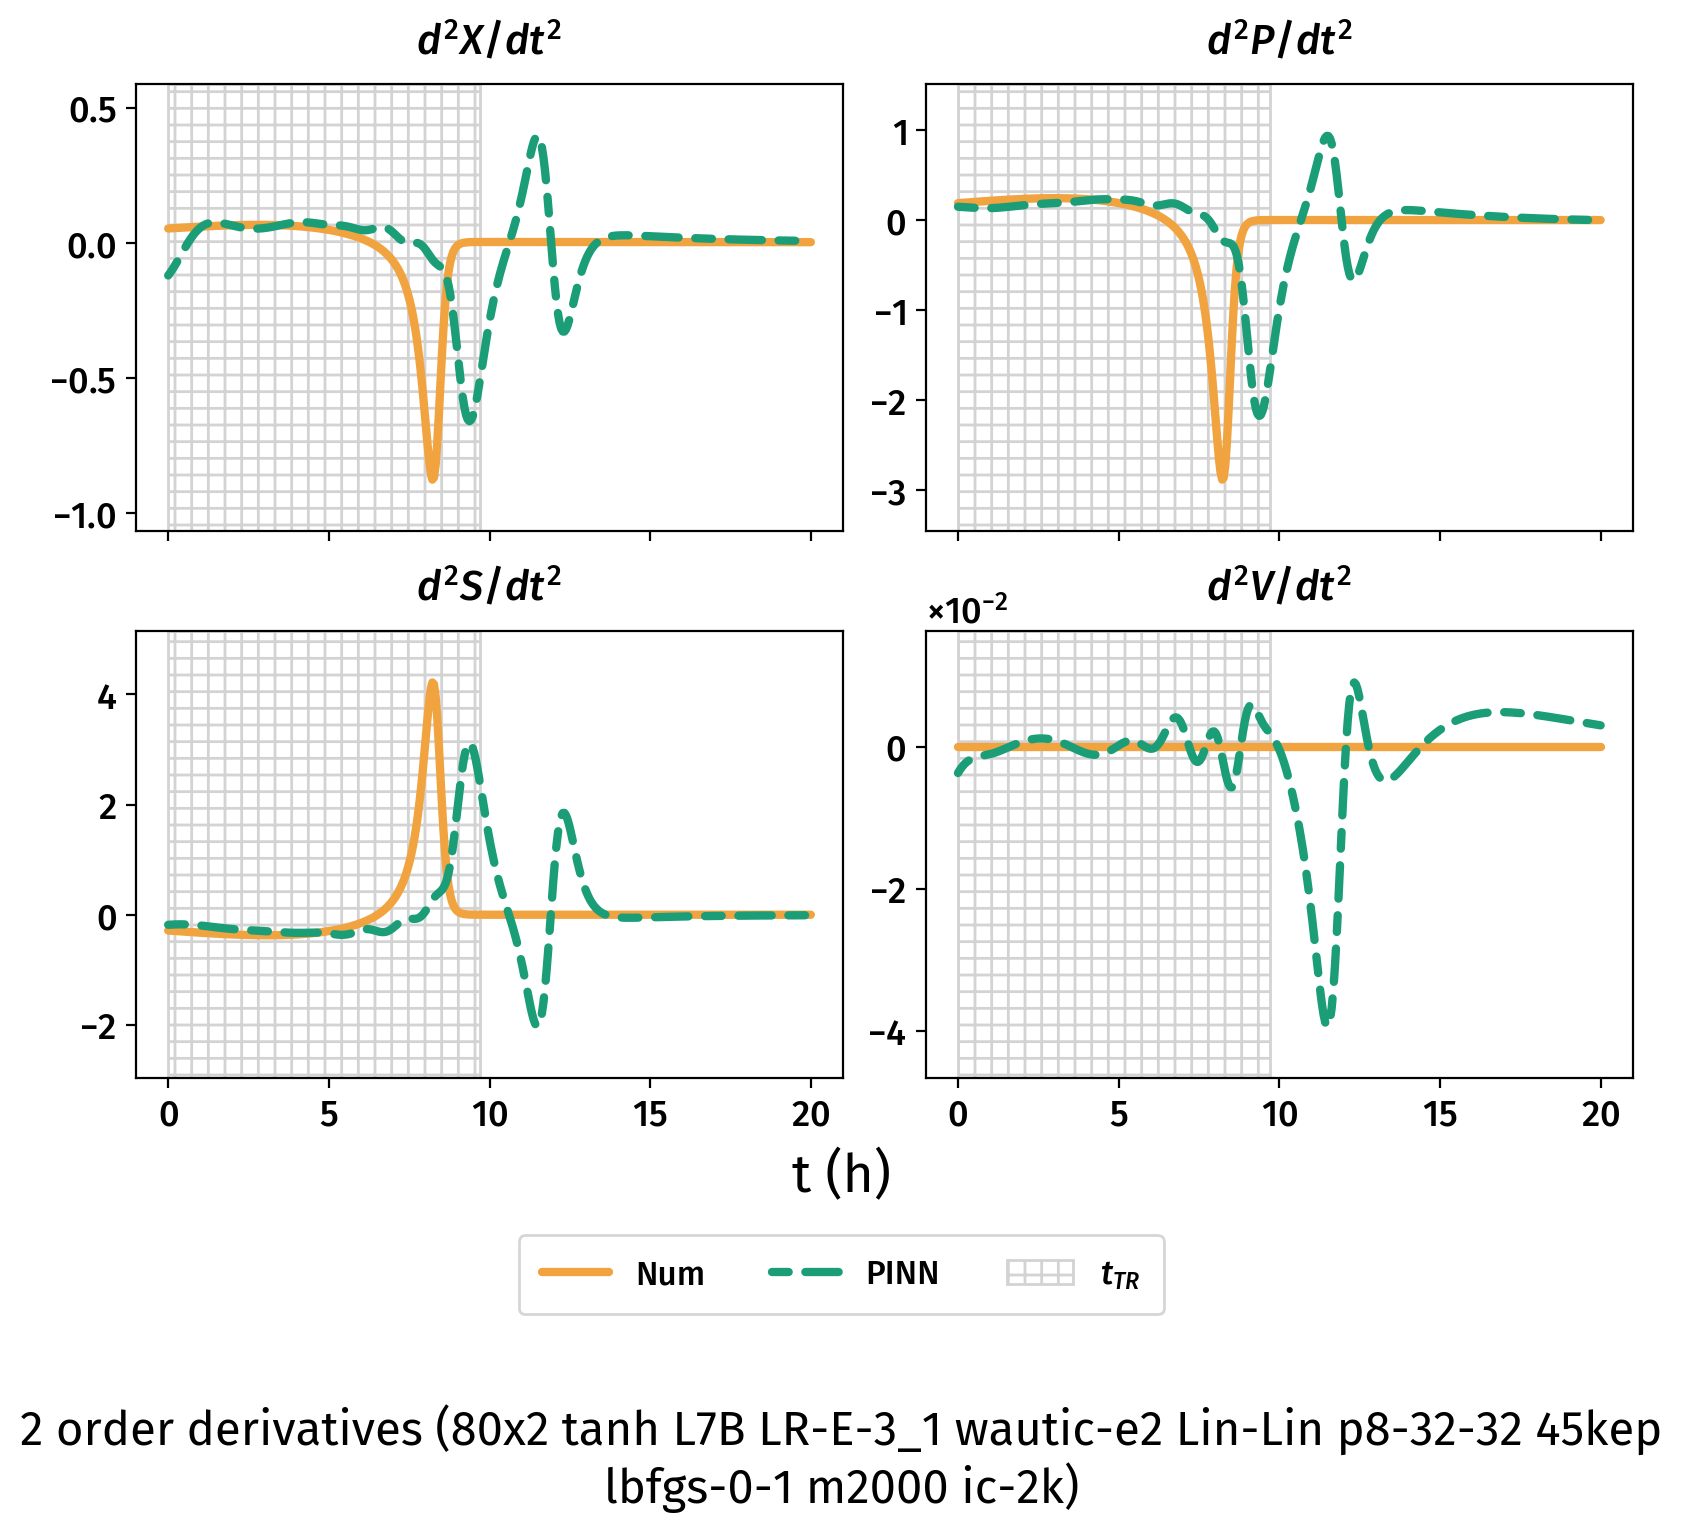 d²X/dt²
d²P/dt²
0.5
0.0
−0.5
−1.0
1
0
−1
−2
−3
d²S/dt²
d²V/dt²
×10⁻²
4
2
0
−2
0
−2
−4
0 5 10 15 20
0 5 10 15 20
t (h)
Num PINN t_TR
2 order derivatives (80x2 tanh L7B LR-E-3_1 wautic-e2 Lin-Lin p8-32-32 45kep
lbfgs-0-1 m2000 ic-2k)